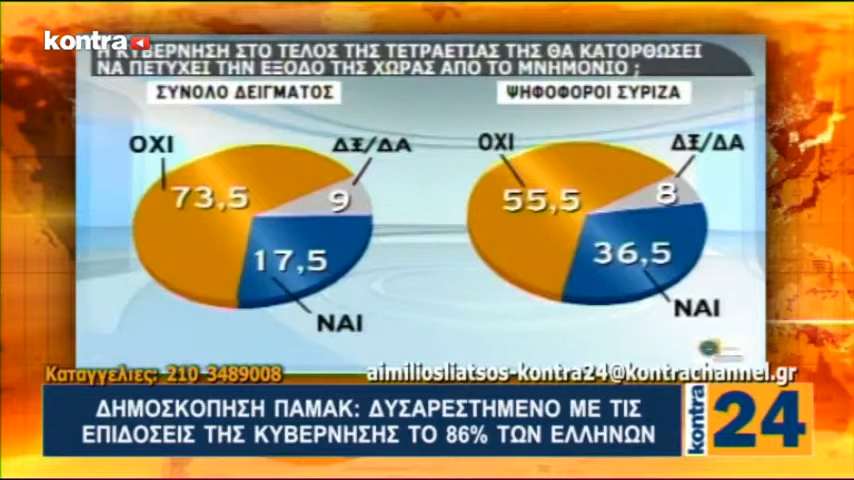 kontra
Η ΚΥΒΕΡΝΗΣΗ ΣΤΟ ΤΕΛΟΣ ΤΗΣ ΤΕΤΡΑΕΤΙΑΣ ΤΗΣ ΘΑ ΚΑΤΟΡΘΩΣΕΙ
ΝΑ ΠΕΤΥΧΕΙ ΤΗΝ ΕΞΟΔΟ ΤΗΣ ΧΩΡΑΣ ΑΠΟ ΤΟ ΜΝΗΜΟΝΙΟ ;
ΣΥΝΟΛΟ ΔΕΙΓΜΑΤΟΣ
ΟΧΙ
ΔΞ/ΔΑ
73,5
9
17,5
ΝΑΙ
ΨΗΦΟΦΟΡΟΙ ΣΥΡΙΖΑ
ΟΧΙ
ΔΞ/ΔΑ
55,5
8
36,5
ΝΑΙ
Καταγγελιες: 210 3489008
aimiliosliatsos-kontra24@kontrachannel.gr
ΔΗΜΟΣΚΟΠΗΣΗ ΠΑΜΑΚ: ΔΥΣΑΡΕΣΤΗΜΕΝΟ ΜΕ ΤΙΣ
ΕΠΙΔΟΣΕΙΣ ΤΗΣ ΚΥΒΕΡΝΗΣΗΣ ΤΟ 86% ΤΩΝ ΕΛΛΗΝΩΝ
kontra
24